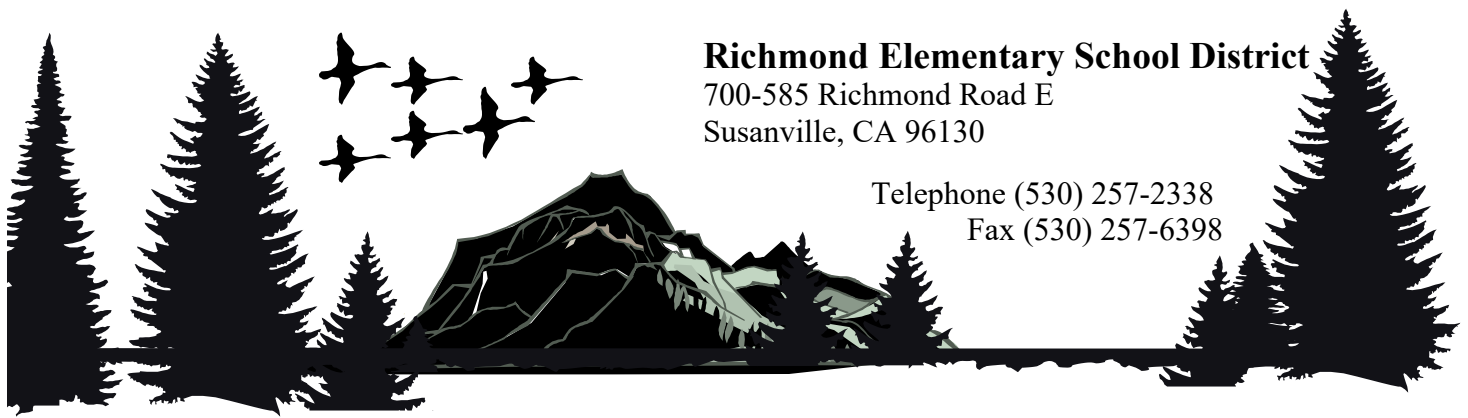 Richmond Elementary School District
700-585 Richmond Road E
Susanville, CA 96130
Telephone (530) 257-2338
Fax (530) 257-6398